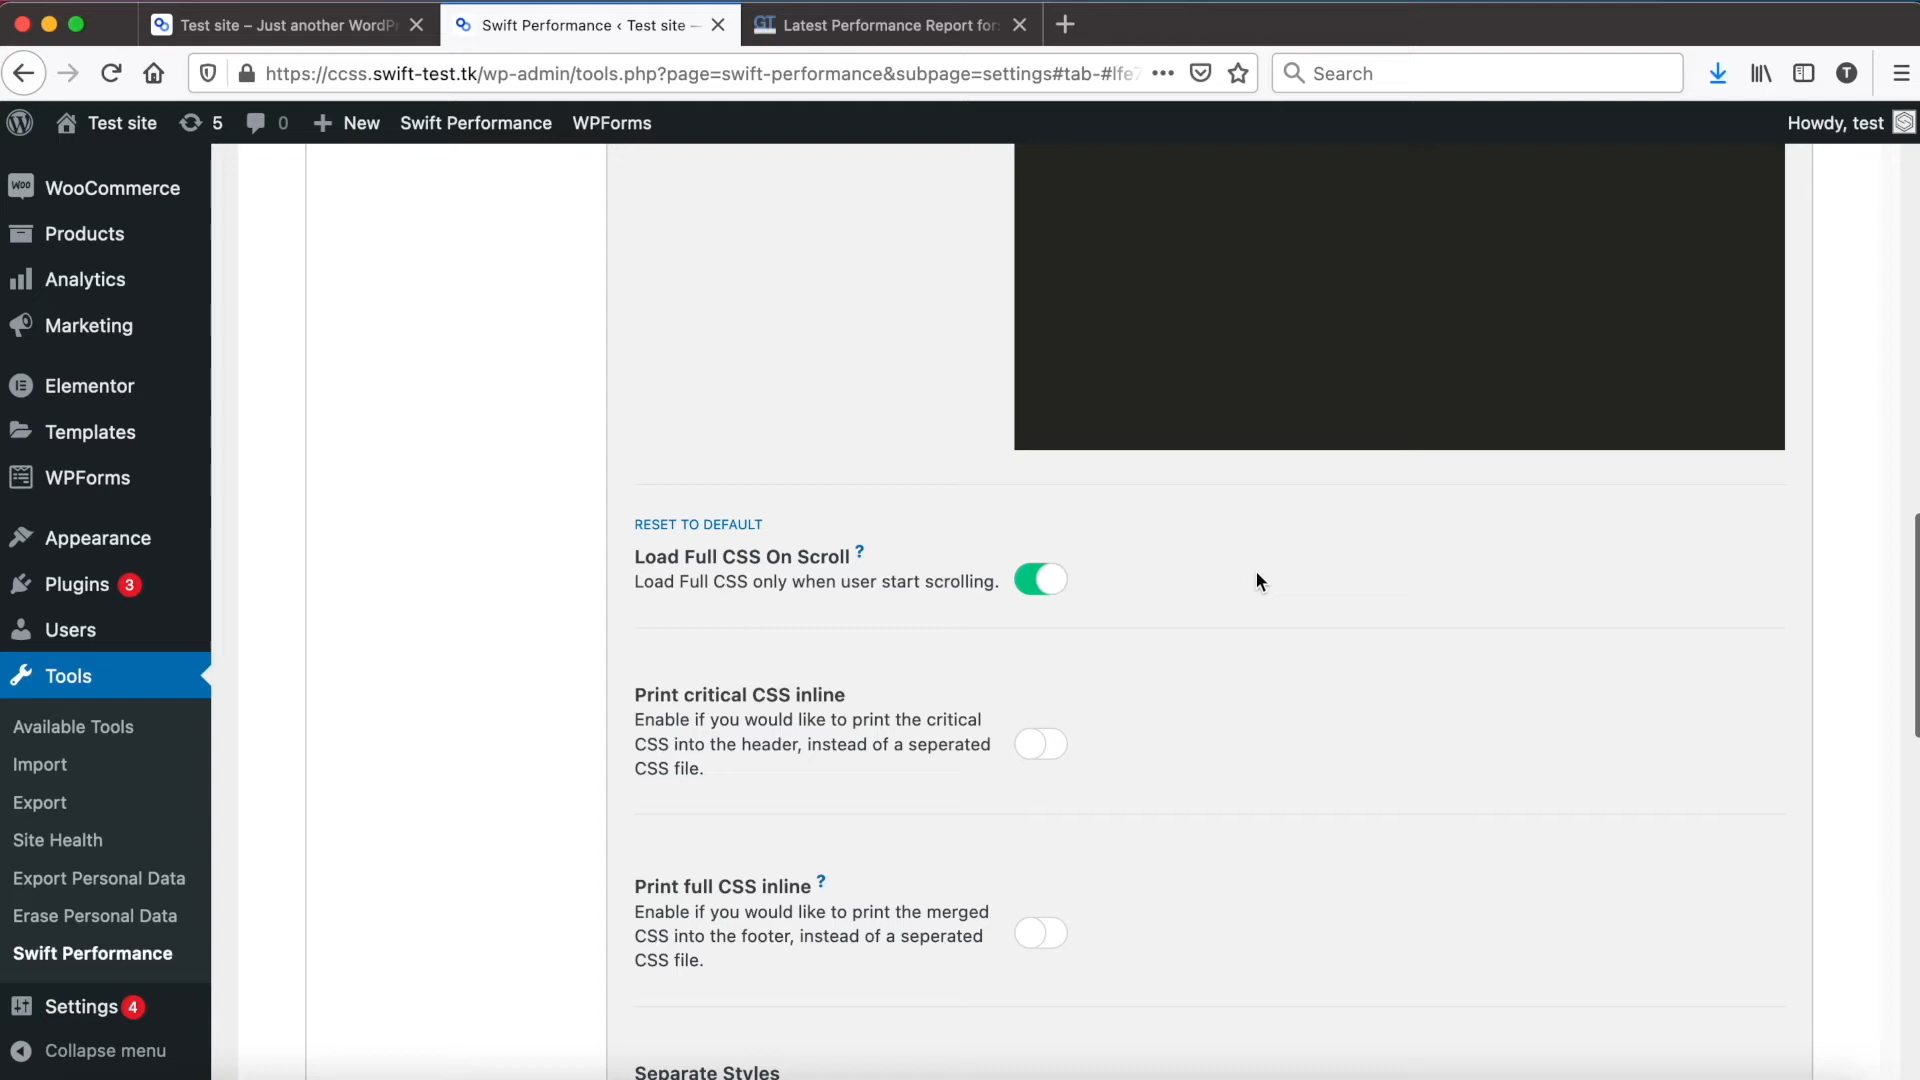 Test site – Just another WordPr
Swift Performance ‹ Test site —
GT Latest Performance Report for:
https://ccss.swift-test.tk/wp-admin/tools.php?page=swift-performance&subpage=settings#tab-#lfe7
Search
T
Test site
5
0
New
Swift Performance
WPForms
Howdy, test
WooCommerce
Products
Analytics
Marketing
Elementor
Templates
WPForms
Appearance
Plugins 3
Users
Tools
Available Tools
Import
Export
Site Health
Export Personal Data
Erase Personal Data
Swift Performance
Settings 4
Collapse menu
RESET TO DEFAULT
Load Full CSS On Scroll ?
Load Full CSS only when user start scrolling.
Print critical CSS inline
Enable if you would like to print the critical
CSS into the header, instead of a seperated
CSS file.
Print full CSS inline ?
Enable if you would like to print the merged
CSS into the footer, instead of a seperated
CSS file.
Separate Styles